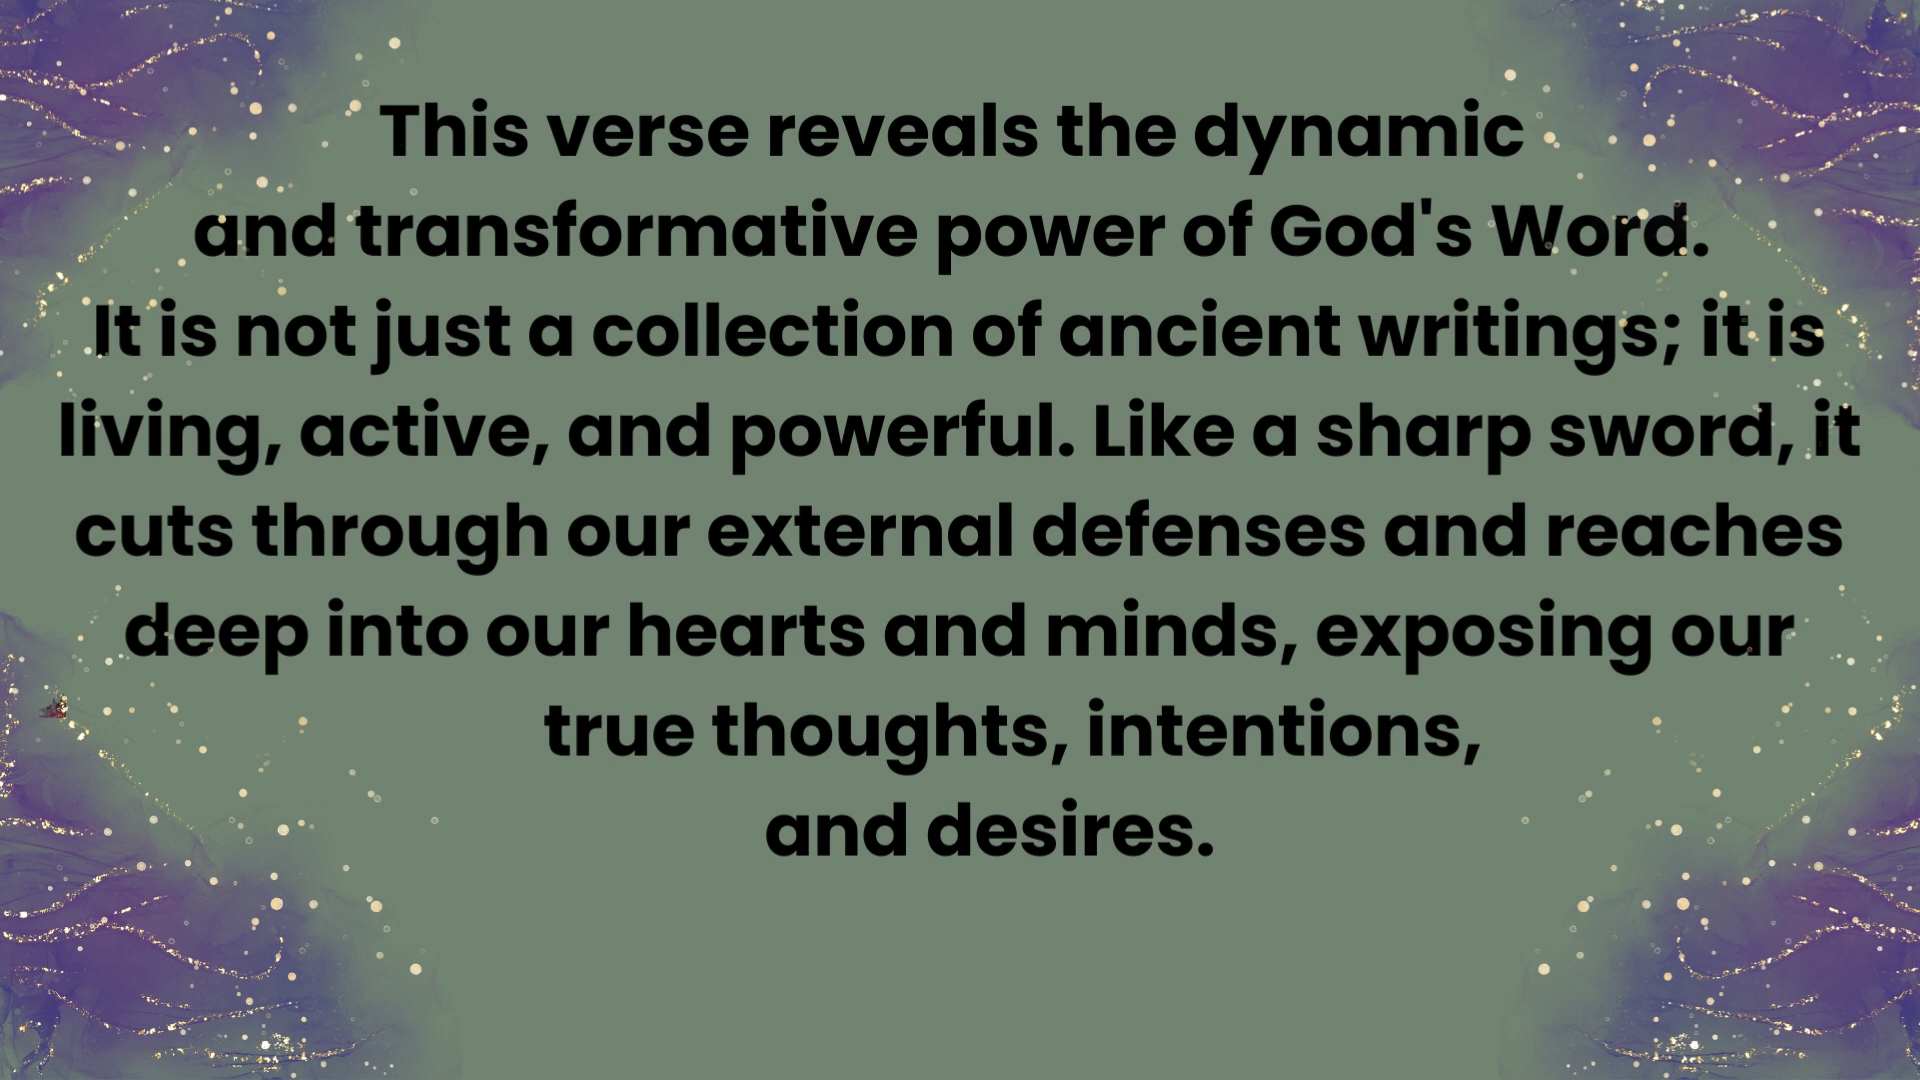 This verse reveals the dynamic
and transformative power of God's Word.
It is not just a collection of ancient writings; it is
living, active, and powerful. Like a sharp sword, it
cuts through our external defenses and reaches
deep into our hearts and minds, exposing our
true thoughts, intentions,
and desires.